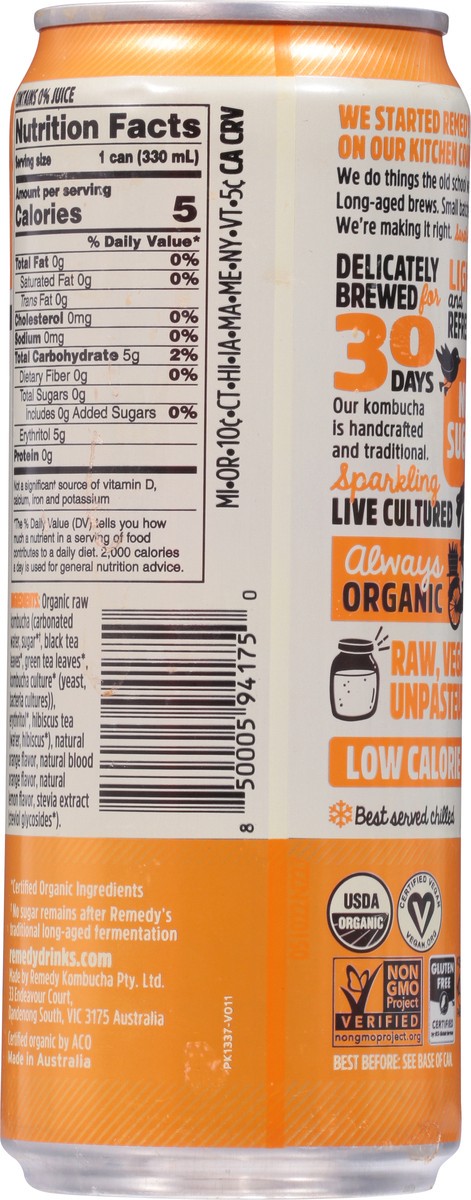 CONTAINS 0% JUICE
Nutrition Facts
Serving size 1 can (330 mL)
Amount per serving
Calories 5
% Daily Value*
Total Fat 0g 0%
Saturated Fat 0g 0%
Trans Fat 0g
Cholesterol 0mg 0%
Sodium 0mg 0%
Total Carbohydrate 5g 2%
Dietary Fiber 0g 0%
Total Sugars 0g
Includes 0g Added Sugars 0%
Erythritol 5g
Protein 0g
Not a significant source of vitamin D,
calcium, iron and potassium
*The % Daily Value (DV) tells you how
much a nutrient in a serving of food
contributes to a daily diet. 2,000 calories
a day is used for general nutrition advice.
INGREDIENTS: Organic raw
kombucha (carbonated
water, sugar*, black tea
leaves*, green tea leaves*,
kombucha culture* (yeast,
bacteria cultures)),
erythritol*, hibiscus tea
(water, hibiscus*), natural
orange flavor, natural blood
orange flavor, natural
lemon flavor, stevia extract
(steviol glycosides*).
MI•OR•10¢•CT•HI•IA•MA•ME•NY•VT•5¢ CA CRV
8 50005 94175 0
*Certified Organic Ingredients
No sugar remains after Remedy's
traditional long-aged fermentation
remedydrinks.com
Made by Remedy Kombucha Pty. Ltd.
33 Endeavour Court,
Dandenong South, VIC 3175 Australia
Certified organic by ACO
Made in Australia
PK1337-V011
WE STARTED REMEDY
ON OUR KITCHEN
We do things the old school
Long-aged brews. Small
We're making it right.
DELICATELY
BREWED for
30
DAYS
Our kombucha
is handcrafted
and traditional.
Sparkling
LIVE CULTURED
and
Always
ORGANIC
RAW,
LOW CALORIE
Best served chilled
USDA
ORGANIC
CERTIFIED VEGAN
VEGAN.ORG
NON
GMO
Project
VERIFIED
nongmoproject.org
GLUTEN
FREE
CERTIFIED
BEST BEFORE: SEE BASE OF CAN.